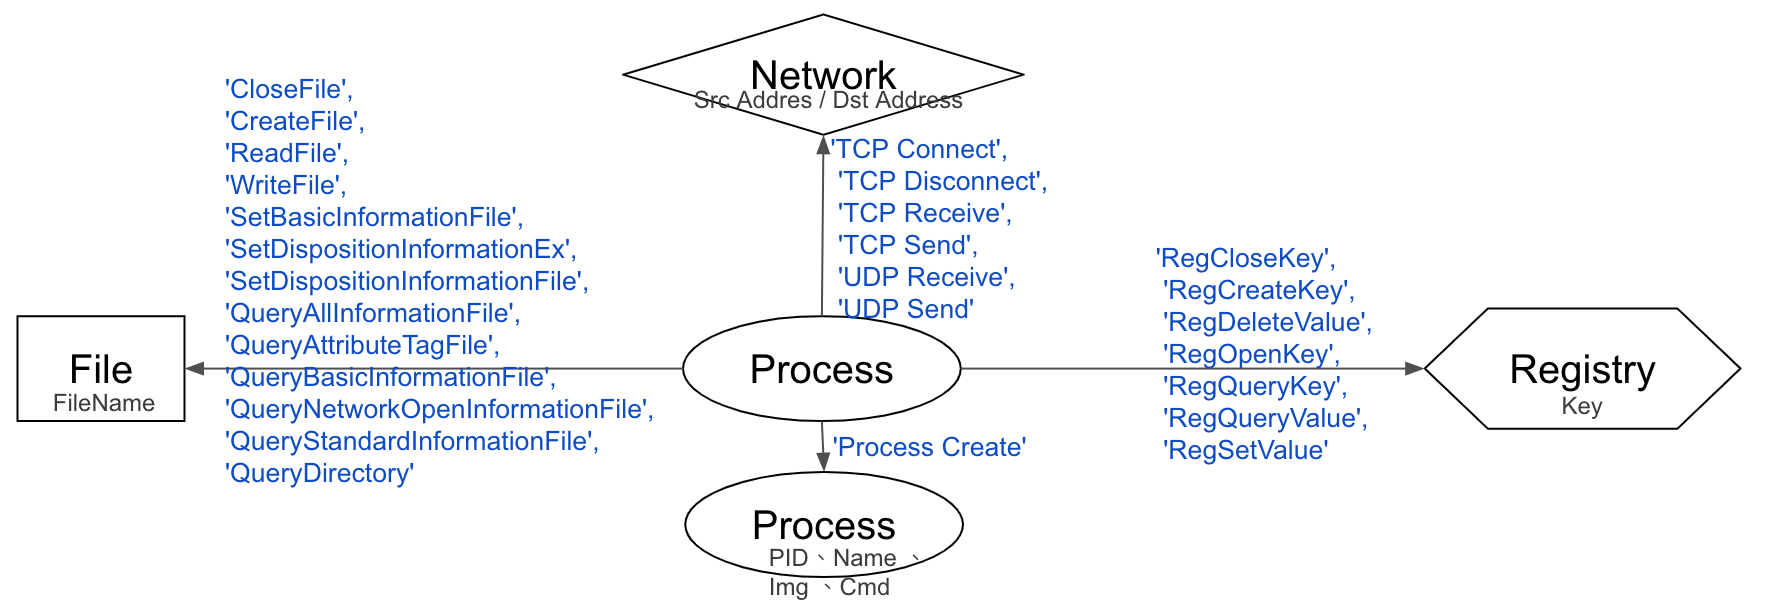 Network
Src Addres / Dst Address
'CloseFile',
'CreateFile',
'ReadFile',
'WriteFile',
'SetBasicInformationFile',
'SetDispositionInformationEx',
'SetDispositionInformationFile',
'QueryAllInformationFile',
'QueryAttributeTagFile',
'QueryBasicInformationFile',
'QueryNetworkOpenInformationFile',
'QueryStandardInformationFile',
'QueryDirectory'
'TCP Connect',
'TCP Disconnect',
'TCP Receive',
'TCP Send',
'UDP Receive',
'UDP Send'
'RegCloseKey',
'RegCreateKey',
'RegDeleteValue',
'RegOpenKey',
'RegQueryKey',
'RegQueryValue',
'RegSetValue'
File
FileName
Process
Registry
Key
'Process Create'
Process
PID、Name 、
Img 、Cmd